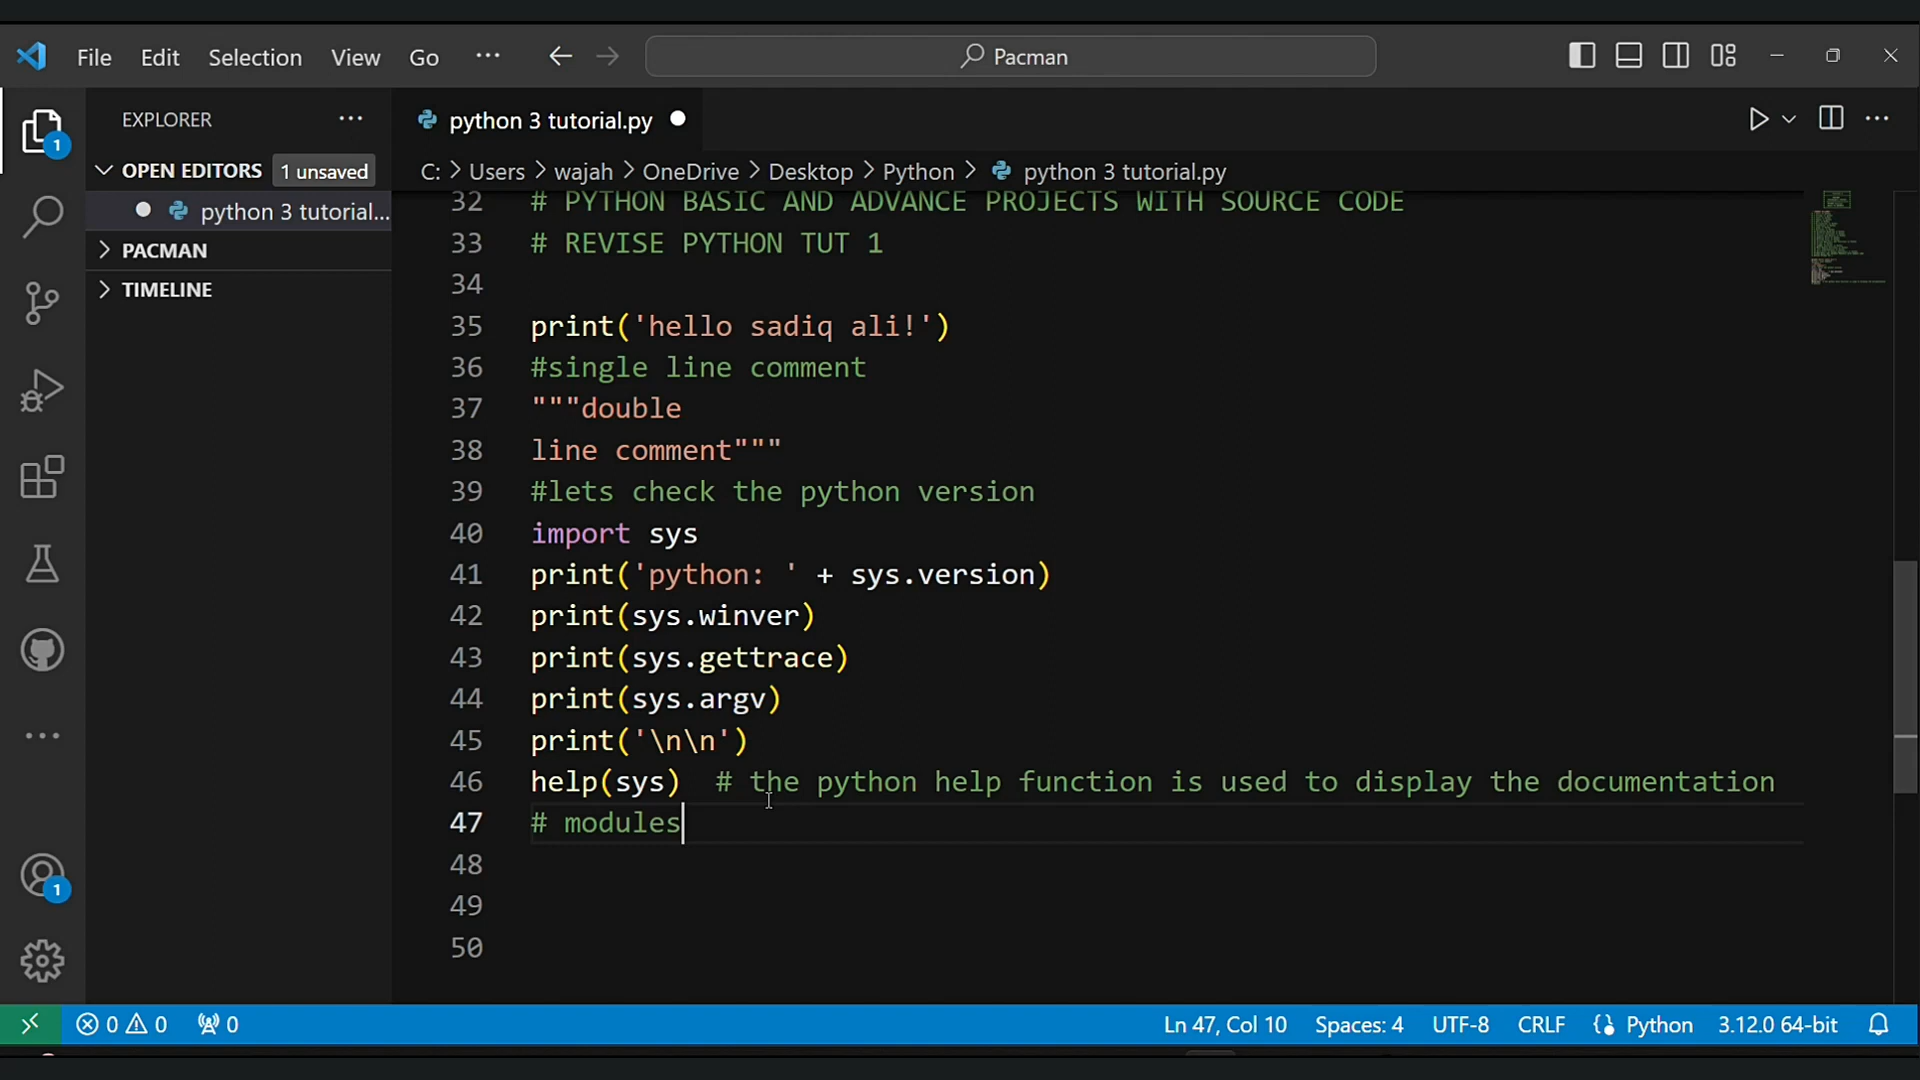 File Edit Selection View Go ··· Pacman
EXPLORER ···
python 3 tutorial.py
OPEN EDITORS 1 unsaved
C: > Users > wajah > OneDrive > Desktop > Python > python 3 tutorial.py
python 3 tutorial...
PACMAN
TIMELINE
32 # PYTHON BASIC AND ADVANCE PROJECTS WITH SOURCE CODE
33 # REVISE PYTHON TUT 1
34
35 print('hello sadiq ali!')
36 #single line comment
37 """double
38 line comment"""
39 #lets check the python version
40 import sys
41 print('python: ' + sys.version)
42 print(sys.winver)
43 print(sys.gettrace)
44 print(sys.argv)
45 print('\n\n')
46 help(sys)  # the python help function is used to display the documentation
47 # modules
48
49
50
1
1
0 0 0 Ln 47, Col 10 Spaces: 4 UTF-8 CRLF Python 3.12.0 64-bit